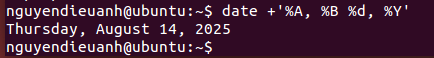 nguyendieuanh@ubuntu:~$ date +'%A, %B %d, %Y'
Thursday, August 14, 2025
nguyendieuanh@ubuntu:~$